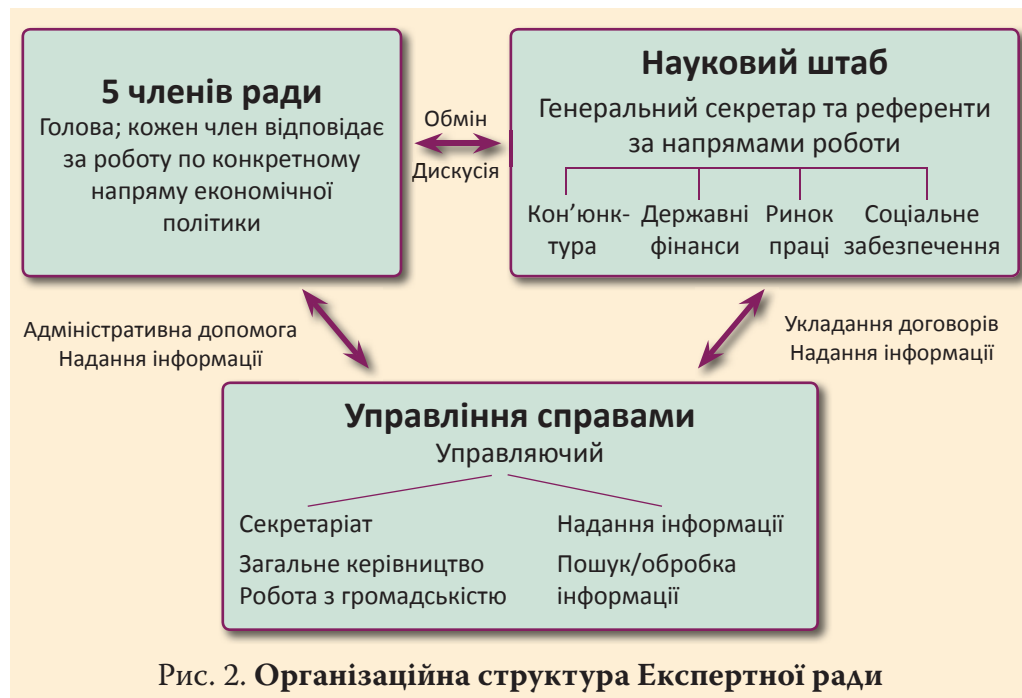 5 членів ради
Голова; кожен член відповідає
за роботу по конкретному
напряму економічної
політики
Обмін
Дискусія
Науковий штаб
Генеральний секретар та референти
за напрямами роботи
Кон’юнк-
тура
Державні
фінанси
Ринок
праці
Соціальне
забезпечення
Адміністративна допомога
Надання інформації
Укладання договорів
Надання інформації
Управління справами
Управляючий
Секретаріат
Загальне керівництво
Робота з громадськістю
Надання інформації
Пошук/обробка
інформації
Рис. 2. Організаційна структура Експертної ради